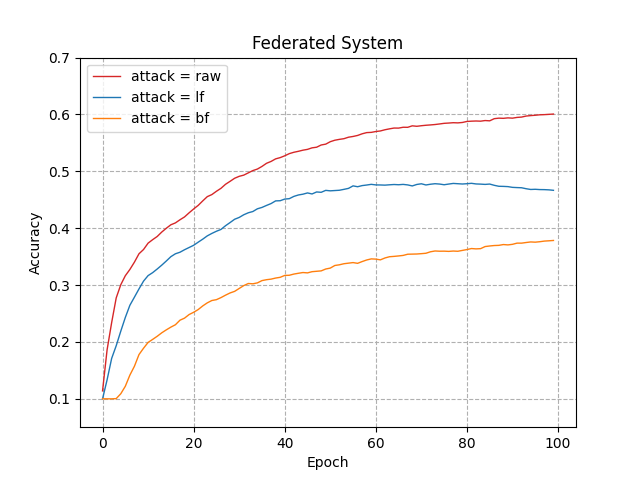 Federated System
attack = raw
attack = lf
attack = bf
0.7
0.6
0.5
0.4
0.3
0.2
0.1
Accuracy
0 20 40 60 80 100
Epoch